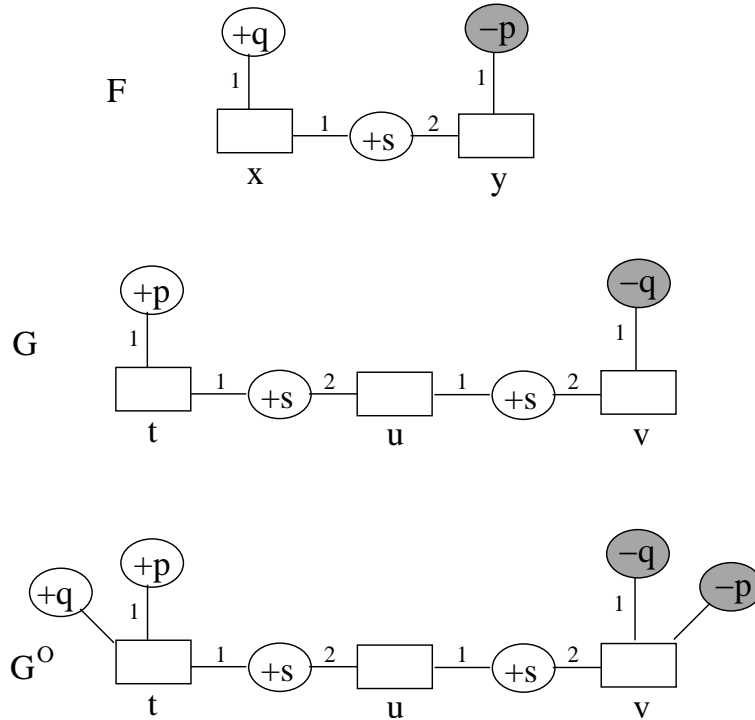 +q −p
1 1
F
1 +s 2
x y
+p −q
1 1
G
1 +s 2 1 +s 2
t u v
+q +p −q −p
1 1
G^O
1 +s 2 1 +s 2
t u v